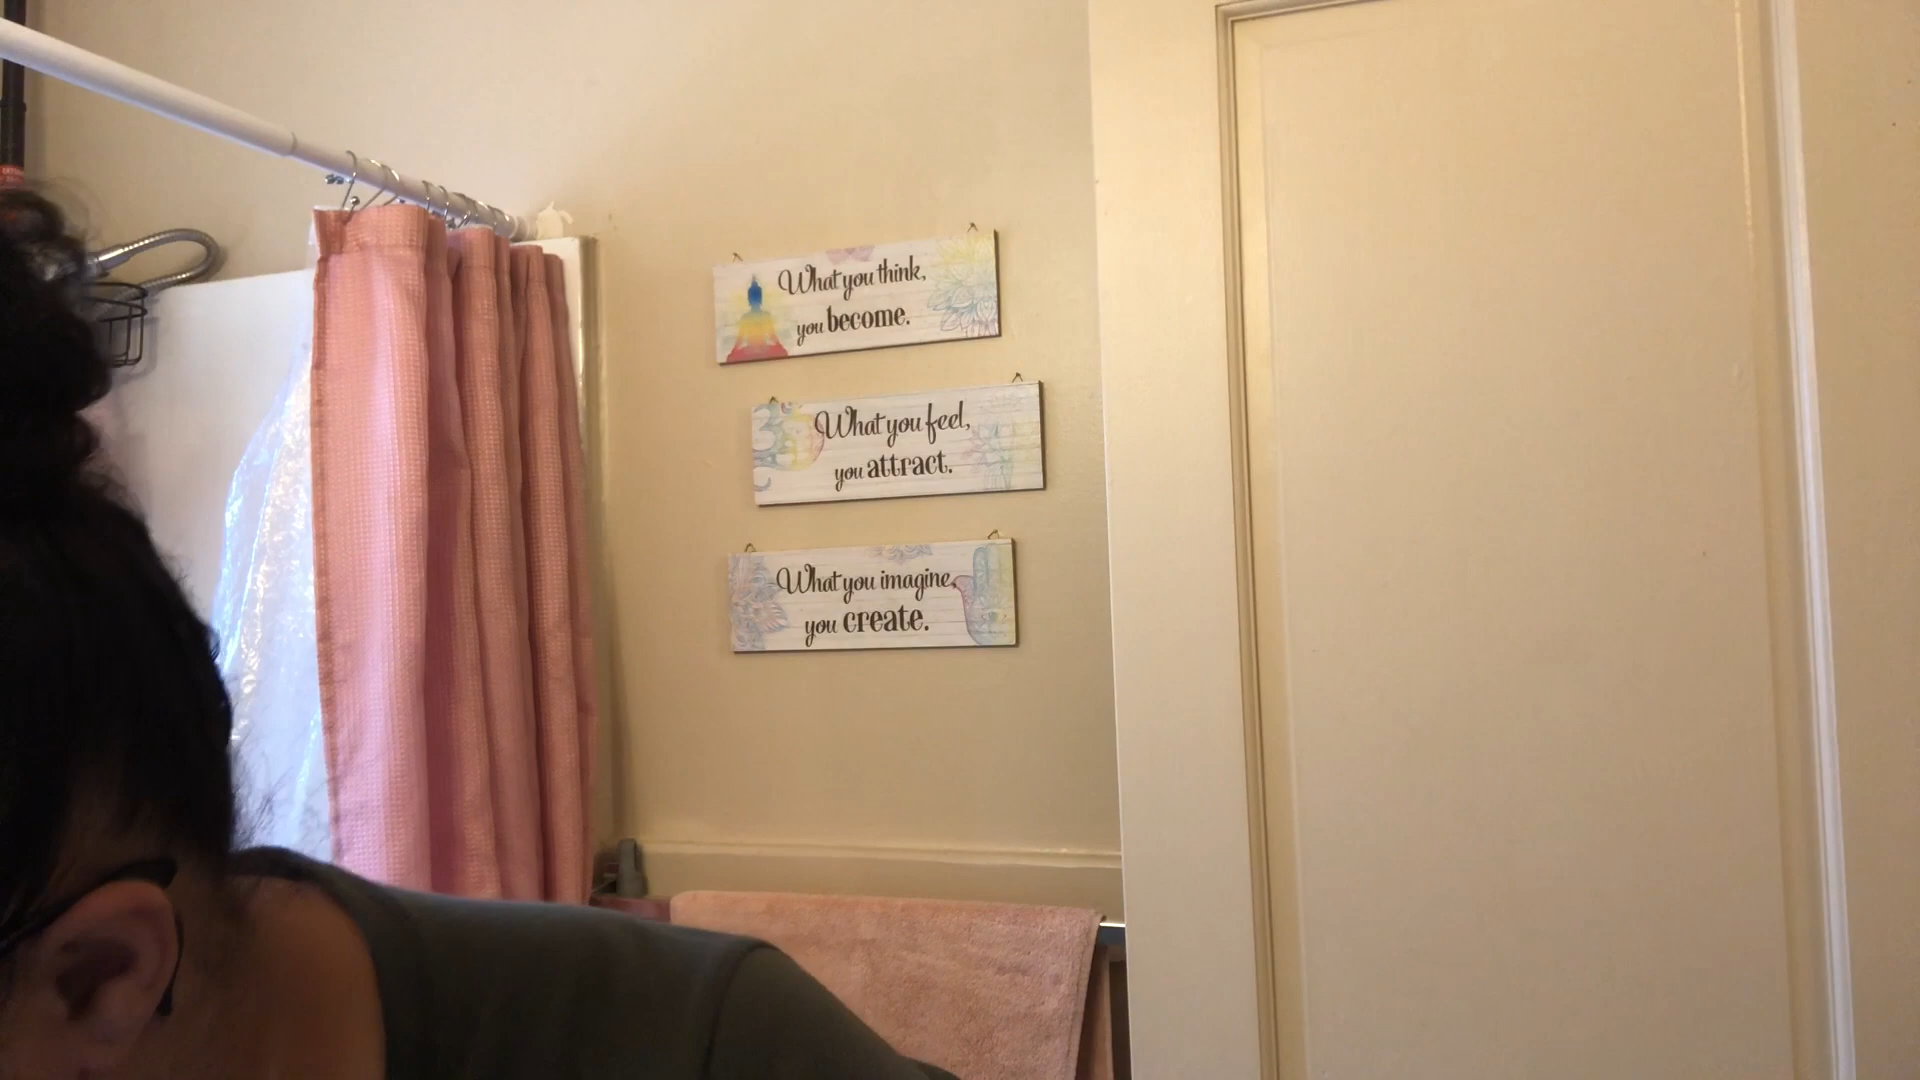 What you think,
you become.
What you feel,
you attract.
What you imagine,
you create.